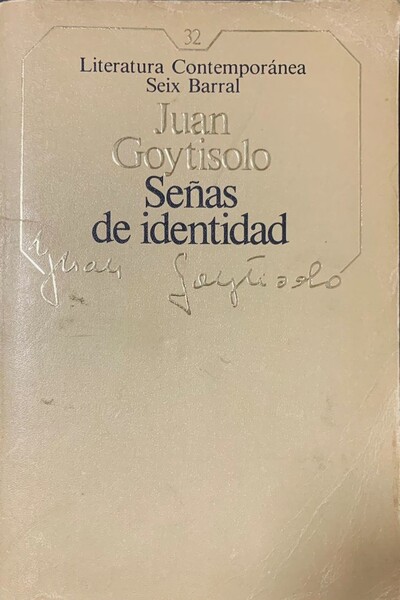 32
Literatura Contemporánea
Seix Barral
Juan
Goytisolo
Señas
de identidad
Juan Goytisolo